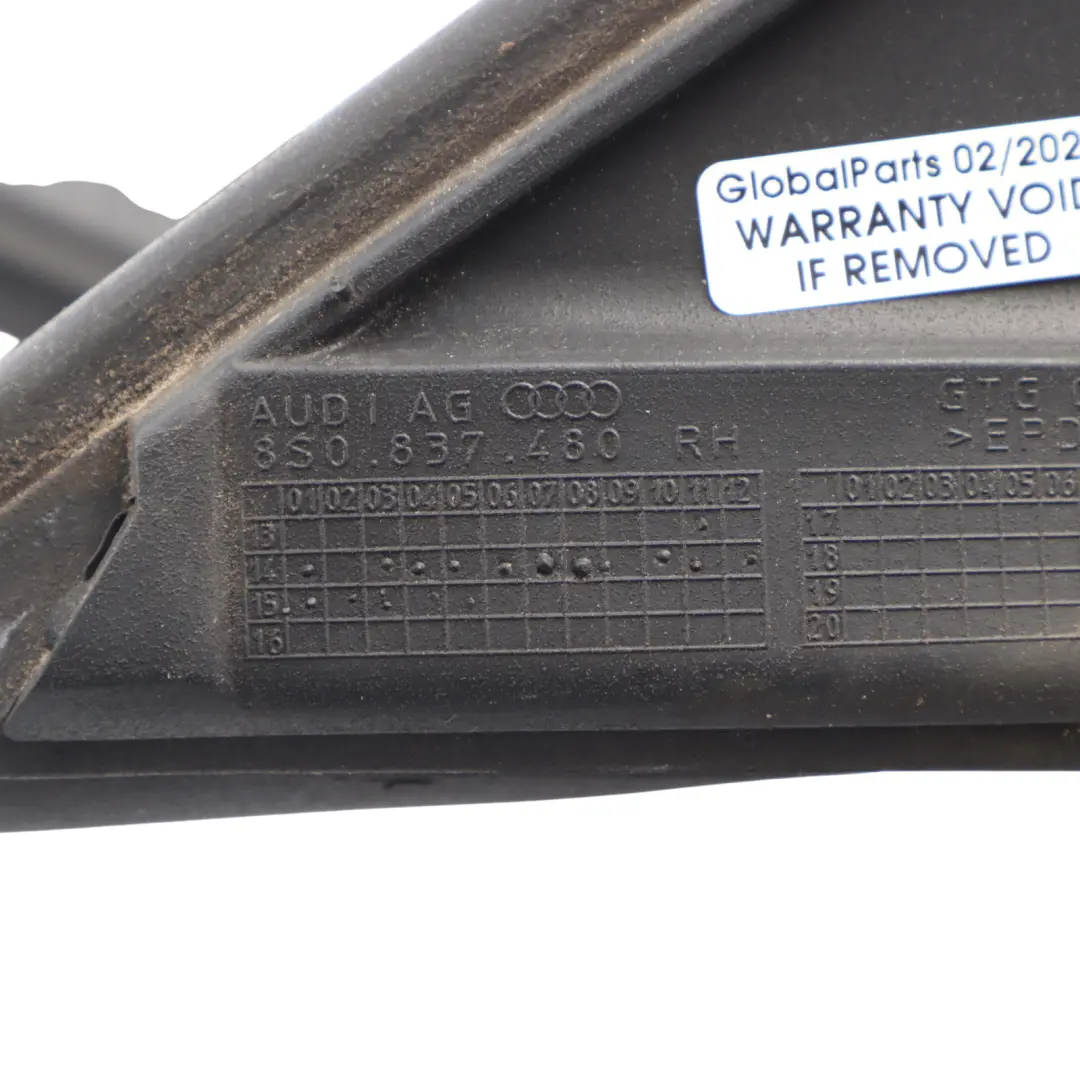 GlobalParts 02/202
WARRANTY VOID
IF REMOVED
AUDI AG
8S0.837.480 RH
GTG
>EPD
01 02 03 04 05 06 07 08 09 10 11 12
13
14
15
16
01 02 03 04 05 06
17
18
19
20